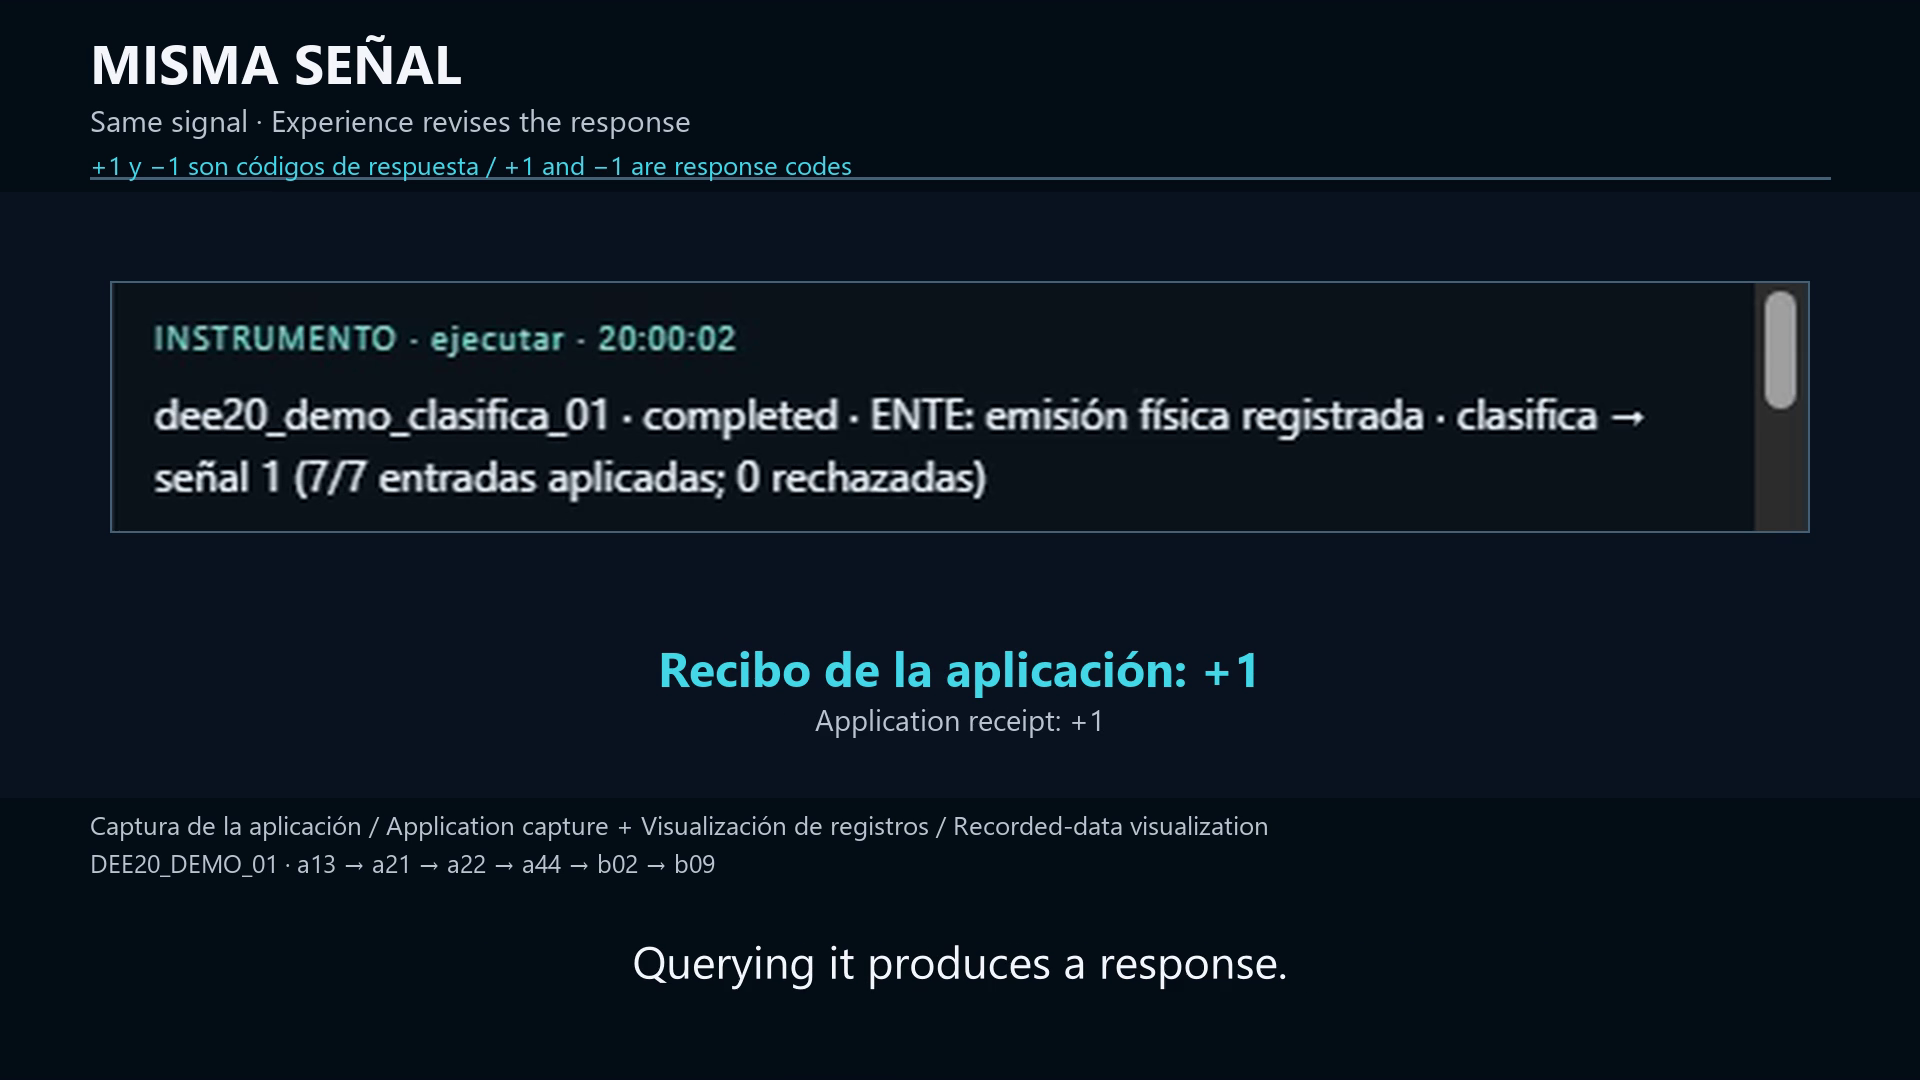 MISMA SEÑAL
Same signal · Experience revises the response
+1 y −1 son códigos de respuesta / +1 and −1 are response codes
INSTRUMENTO · ejecutar · 20:00:02
dee20_demo_clasifica_01 · completed · ENTE: emisión física registrada · clasifica →
señal 1 (7/7 entradas aplicadas; 0 rechazadas)
Recibo de la aplicación: +1
Application receipt: +1
Captura de la aplicación / Application capture + Visualización de registros / Recorded-data visualization
DEE20_DEMO_01 · a13 → a21 → a22 → a44 → b02 → b09
Querying it produces a response.